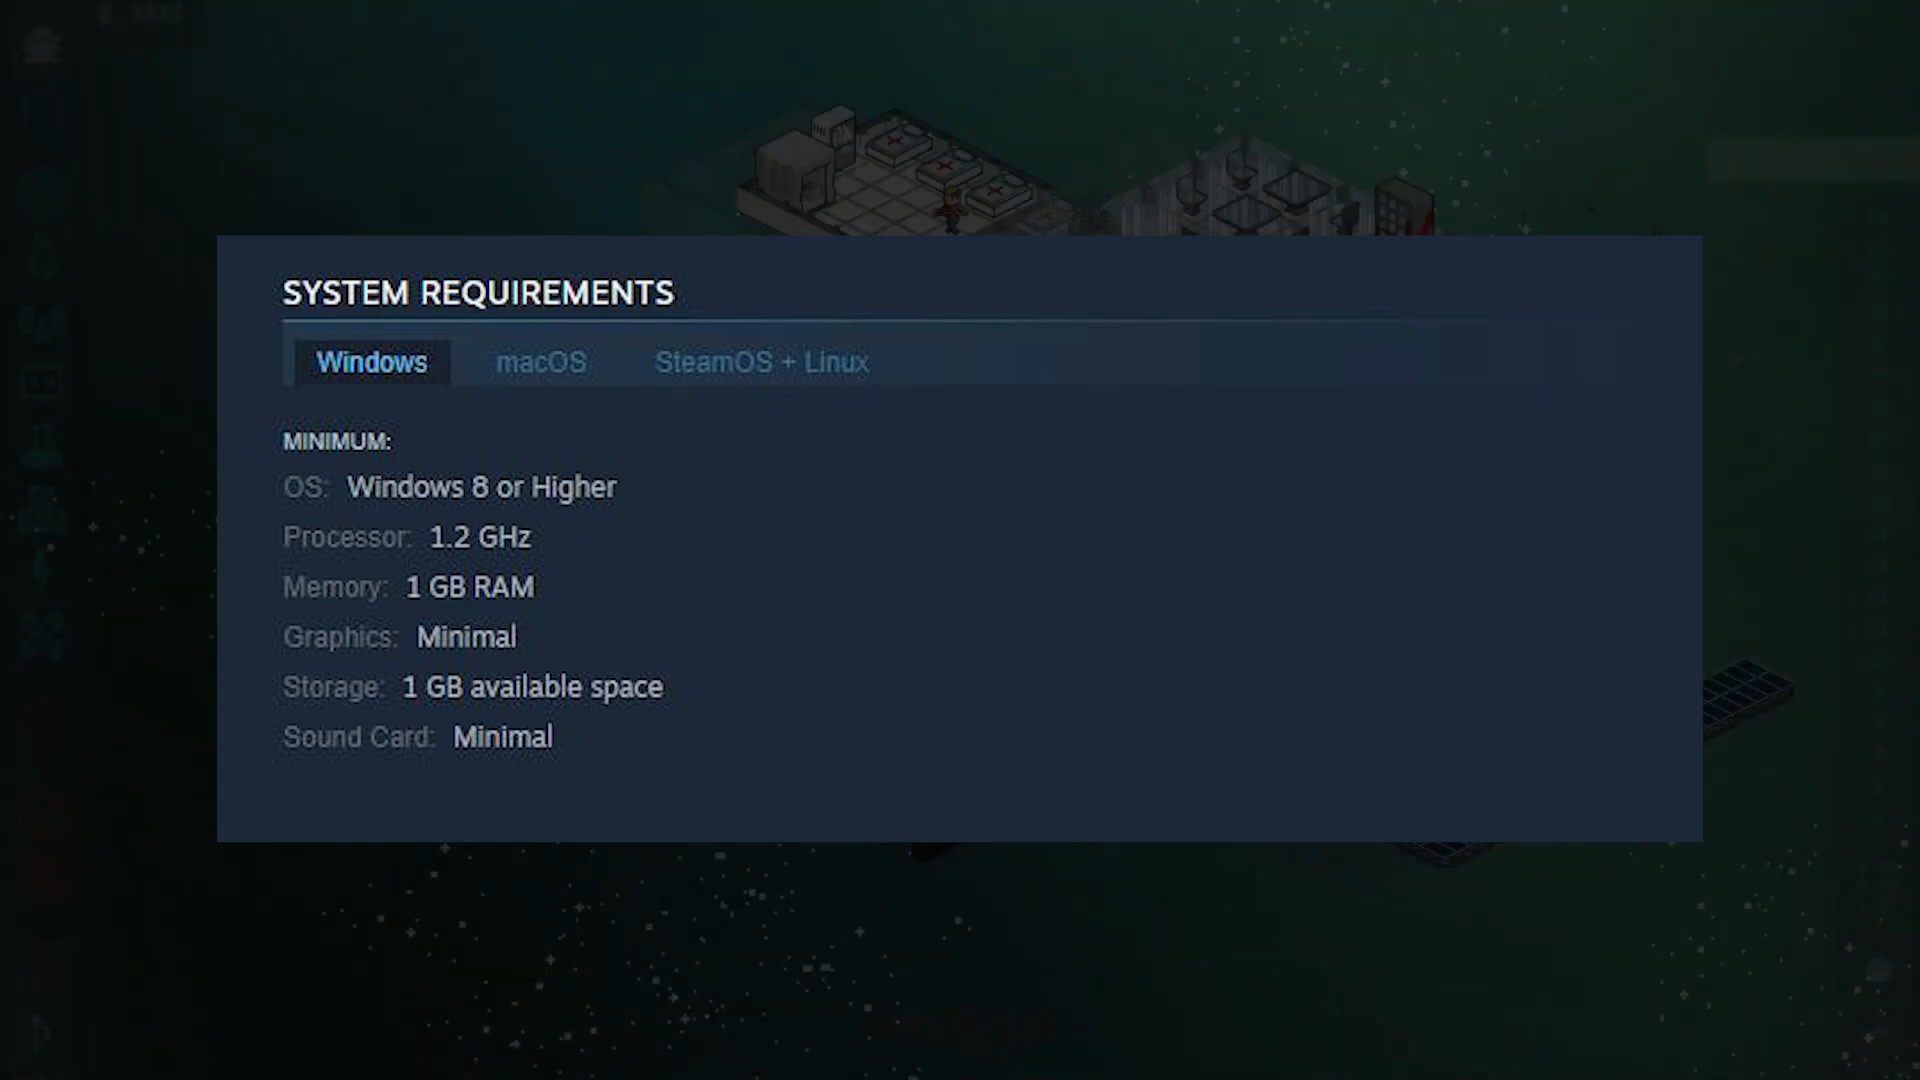 SYSTEM REQUIREMENTS
Windows macOS SteamOS + Linux
MINIMUM:
OS: Windows 8 or Higher
Processor: 1.2 GHz
Memory: 1 GB RAM
Graphics: Minimal
Storage: 1 GB available space
Sound Card: Minimal